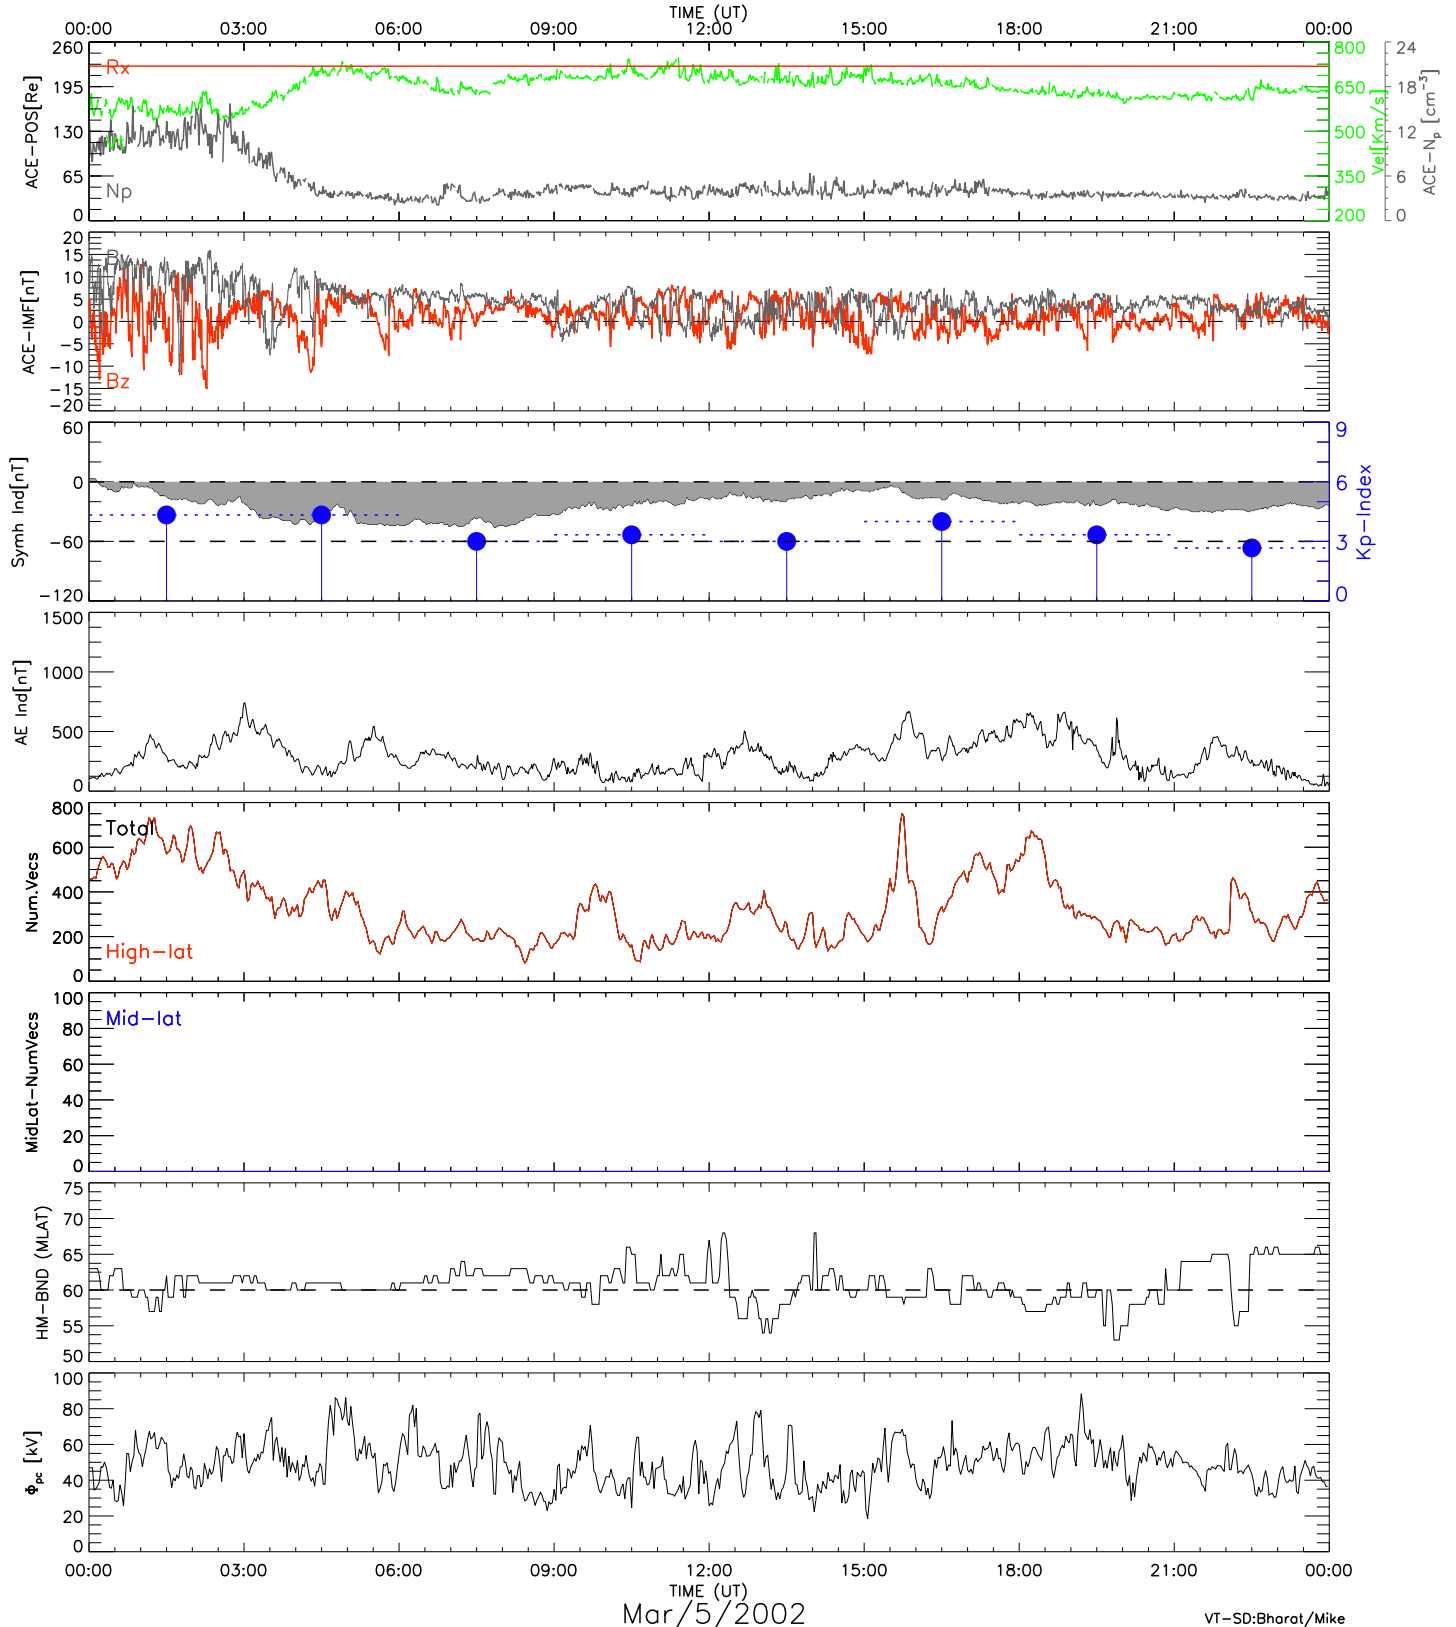 TIME (UT)
00:00 03:00 06:00 09:00 12:00 15:00 18:00 21:00 00:00
ACE-POS[Re]
260
195
130
65
0
Rx
Np
800
650
500
350
200
Vel[Km/s]
24
18
12
6
0
ACE-Np [cm⁻³]
ACE-IMF[nT]
20
15
10
5
0
-5
-10
-15
-20
Bz
Symh Ind[nT]
60
0
-60
-120
9
6
3
0
Kp-Index
AE Ind[nT]
1500
1000
500
0
Num.Vecs
800
600
400
200
0
Total
High-lat
MidLat-NumVecs
100
80
60
40
20
0
Mid-lat
HM-BND (MLAT)
75
70
65
60
55
50
Φpc [kV]
100
80
60
40
20
0
00:00 03:00 06:00 09:00 12:00 15:00 18:00 21:00 00:00
TIME (UT)
Mar/5/2002
VT-SD:Bharat/Mike